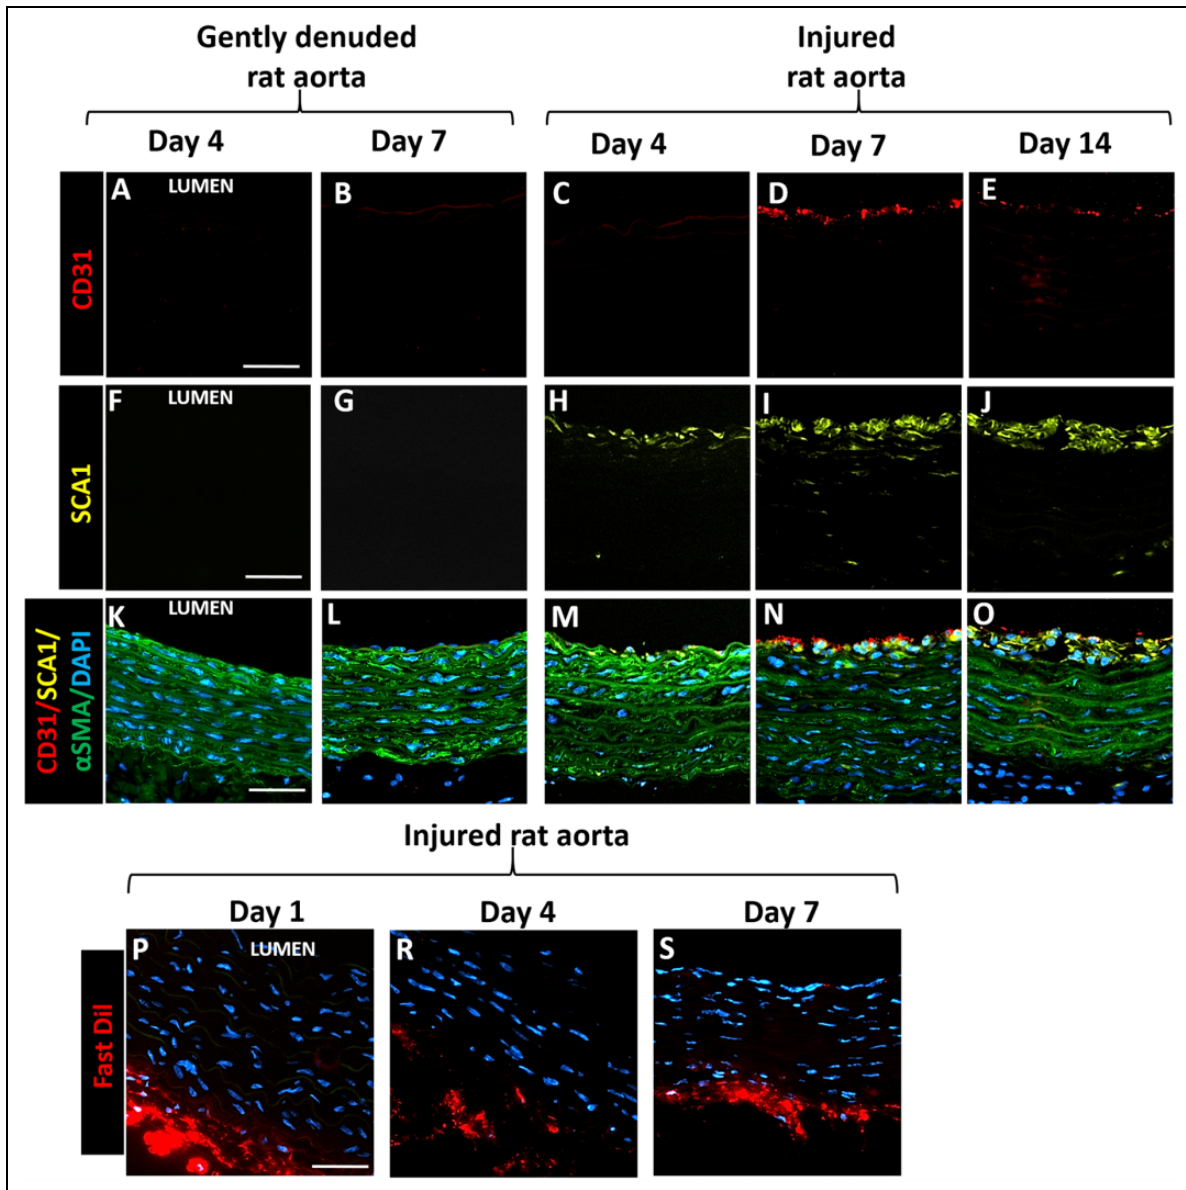 Gently denuded
rat aorta
Injured
rat aorta
Day 4
Day 7
Day 4
Day 7
Day 14
CD31
A
LUMEN
B
C
D
E
SCA1
F
LUMEN
G
H
I
J
CD31/SCA1/
αSMA/DAPI
K
LUMEN
L
M
N
O
Injured rat aorta
Day 1
Day 4
Day 7
Fast Dil
P
LUMEN
R
S